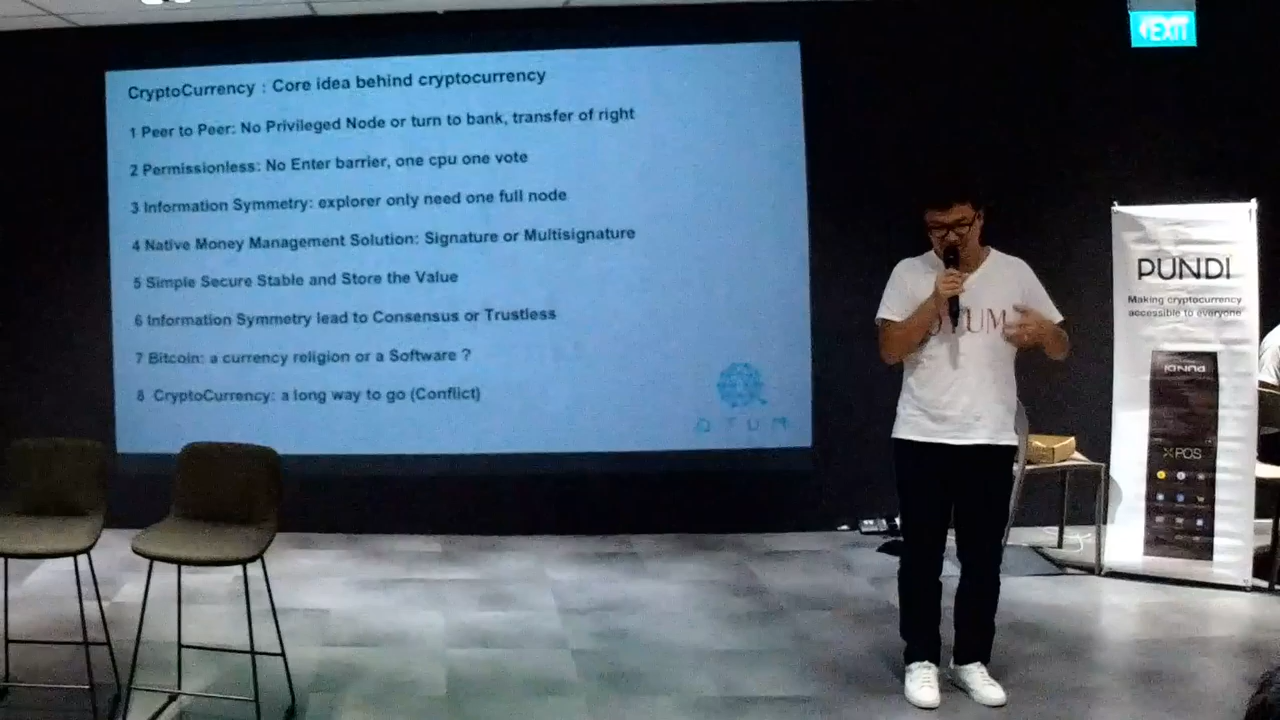 CryptoCurrency : Core idea behind cryptocurrency
1 Peer to Peer: No Privileged Node or turn to bank, transfer of right
2 Permissionless: No Enter barrier, one cpu one vote
3 Information Symmetry: explorer only need one full node
4 Native Money Management Solution: Signature or Multisignature
5 Simple Secure Stable and Store the Value
6 Information Symmetry lead to Consensus or Trustless
7 Bitcoin: a currency religion or a Software ?
8 CryptoCurrency: a long way to go (Conflict)
QTUM
EXIT
QTUM
PUNDI
Making cryptocurrency
accessible to everyone
PUNDI
XPOS